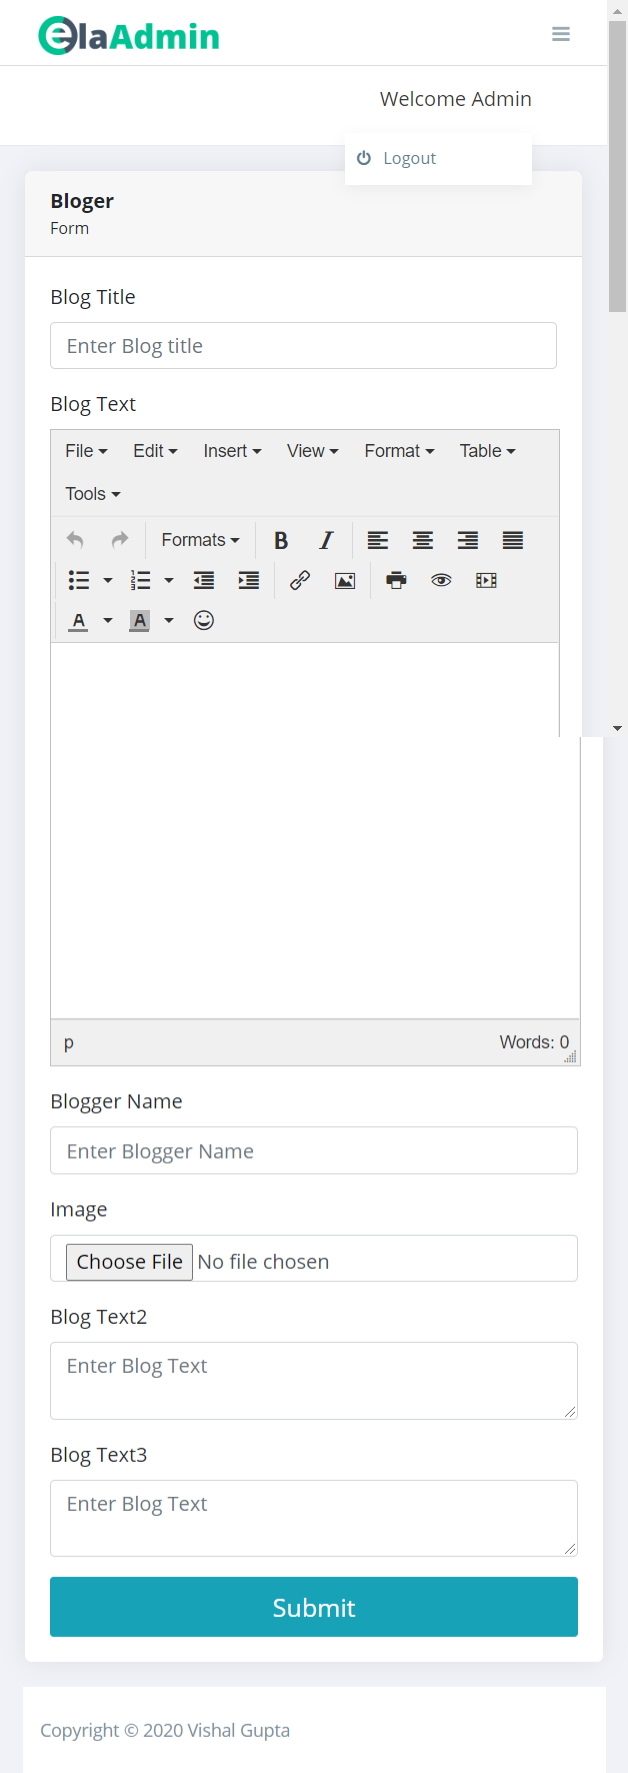 elaAdmin
Welcome Admin
Logout
Bloger
Form
Blog Title
Enter Blog title
Blog Text
File Edit Insert View Format Table
Tools
Formats B I
A A
p Words: 0
Blogger Name
Enter Blogger Name
Image
Choose File No file chosen
Blog Text2
Enter Blog Text
Blog Text3
Enter Blog Text
Submit
Copyright © 2020 Vishal Gupta